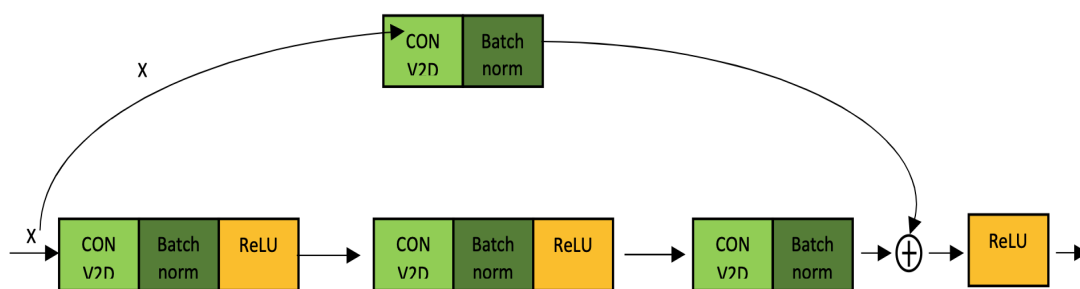 CON Batch
V2D norm
X
X
CON Batch ReLU CON Batch ReLU CON Batch ReLU
V2D norm V2D norm V2D norm